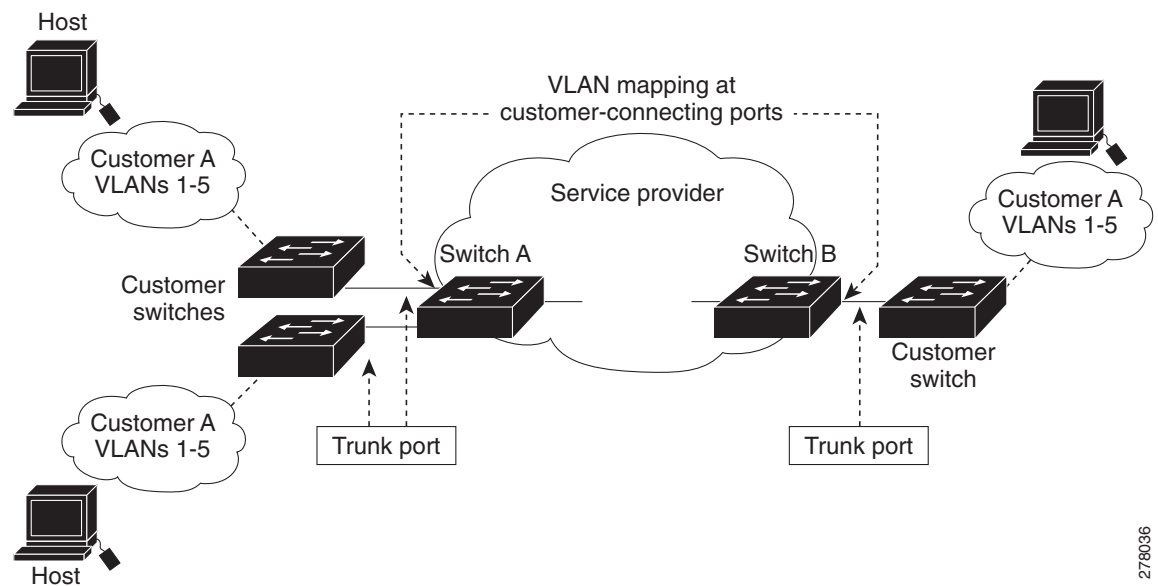 Host
VLAN mapping at
customer-connecting ports
Customer A
VLANs 1-5
Service provider
Customer A
VLANs 1-5
Switch A
Switch B
Customer
switches
Customer
switch
Customer A
VLANs 1-5
Trunk port
Trunk port
Host
278036